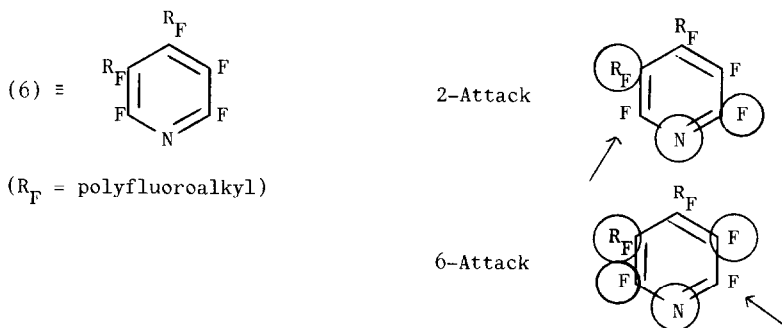 R_F
R_F F
(6) ≡
F F
N
(R_F = polyfluoroalkyl)
2-Attack
R_F
R_F F
F F
N
6-Attack
R_F
R_F F
F F
N